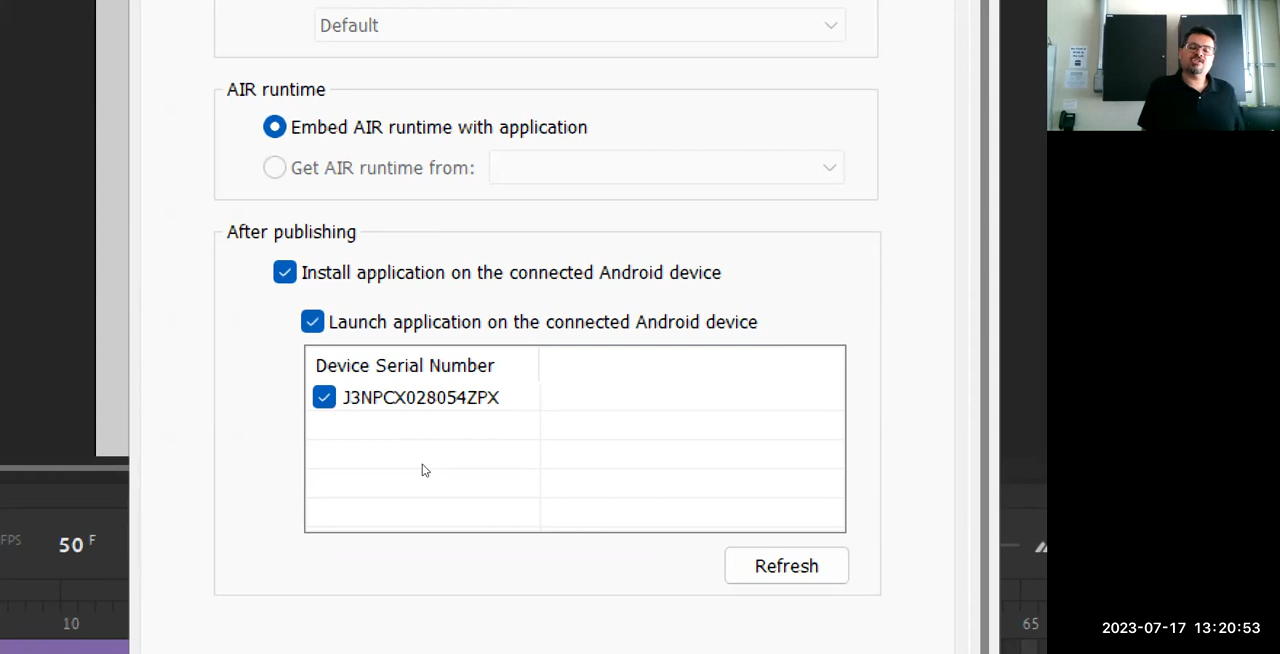 Default
AIR runtime
Embed AIR runtime with application
Get AIR runtime from:
After publishing
Install application on the connected Android device
Launch application on the connected Android device
Device Serial Number
J3NPCX028054ZPX
Refresh
FPS
50 F
10
65
2023-07-17 13:20:53